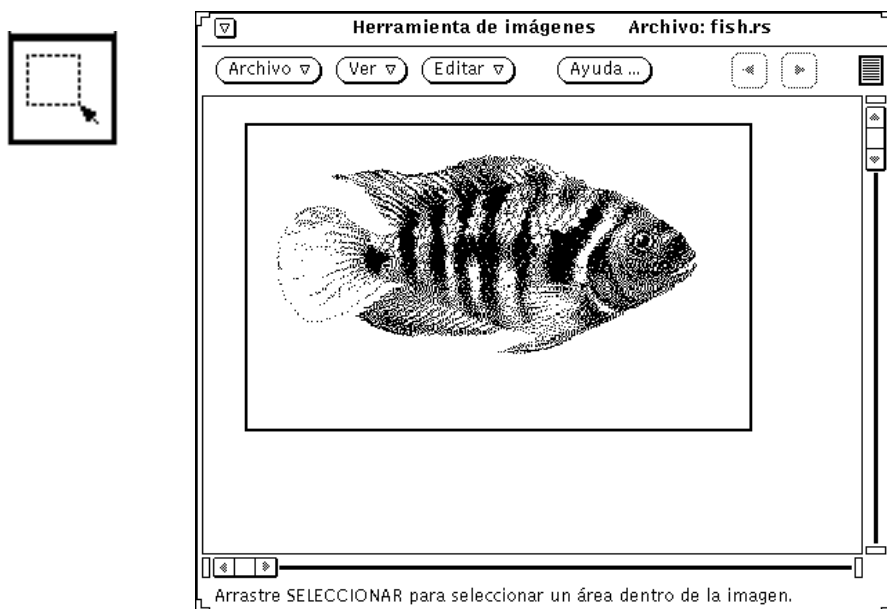 Herramienta de imágenes Archivo: fish.rs
Archivo Ver Editar Ayuda ...
Arrastre SELECCIONAR para seleccionar un área dentro de la imagen.